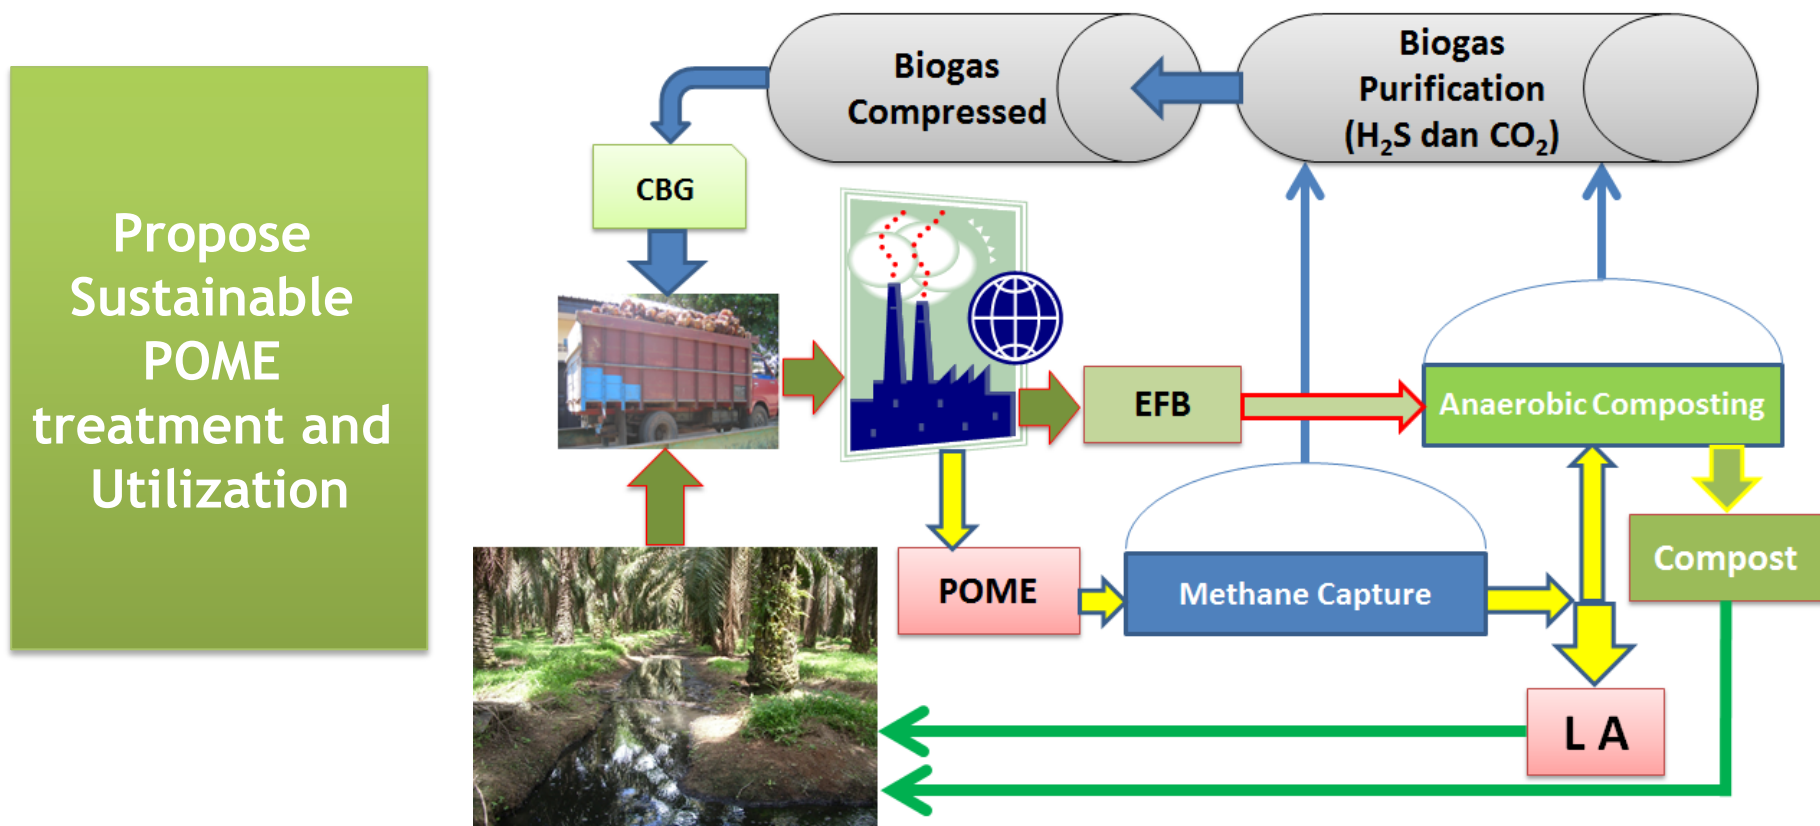 Propose
Sustainable
POME
treatment and
Utilization
Biogas
Compressed
Biogas
Purification
(H₂S dan CO₂)
CBG
EFB
Anaerobic Composting
POME
Methane Capture
Compost
L A